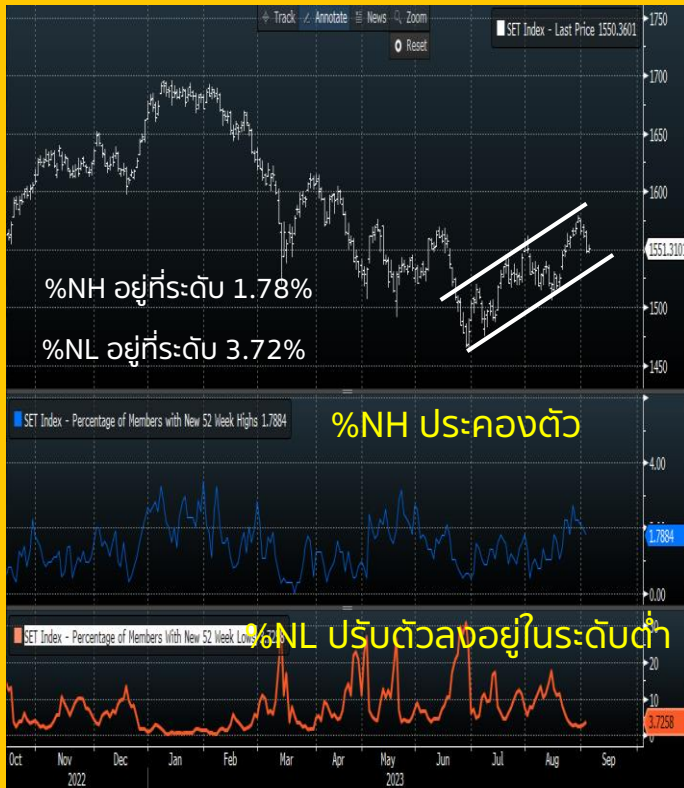 Track Annotate News Zoom
Reset
SET Index - Last Price 1550.3601
1750
1700
1650
1600
1551.3101
1500
1450
%NH อยู่ที่ระดับ 1.78%
%NL อยู่ที่ระดับ 3.72%
SET Index - Percentage of Members with New 52 Week Highs 1.7884
%NH ประคองตัว
4.00
1.7884
0.00
SET Index - Percentage of Members With New 52 Week Lows
%NL ปรับตัวลงอยู่ในระดับต่ำ
20
10
3.7258
Oct Nov Dec Jan Feb Mar Apr May Jun Jul Aug Sep
2022 2023